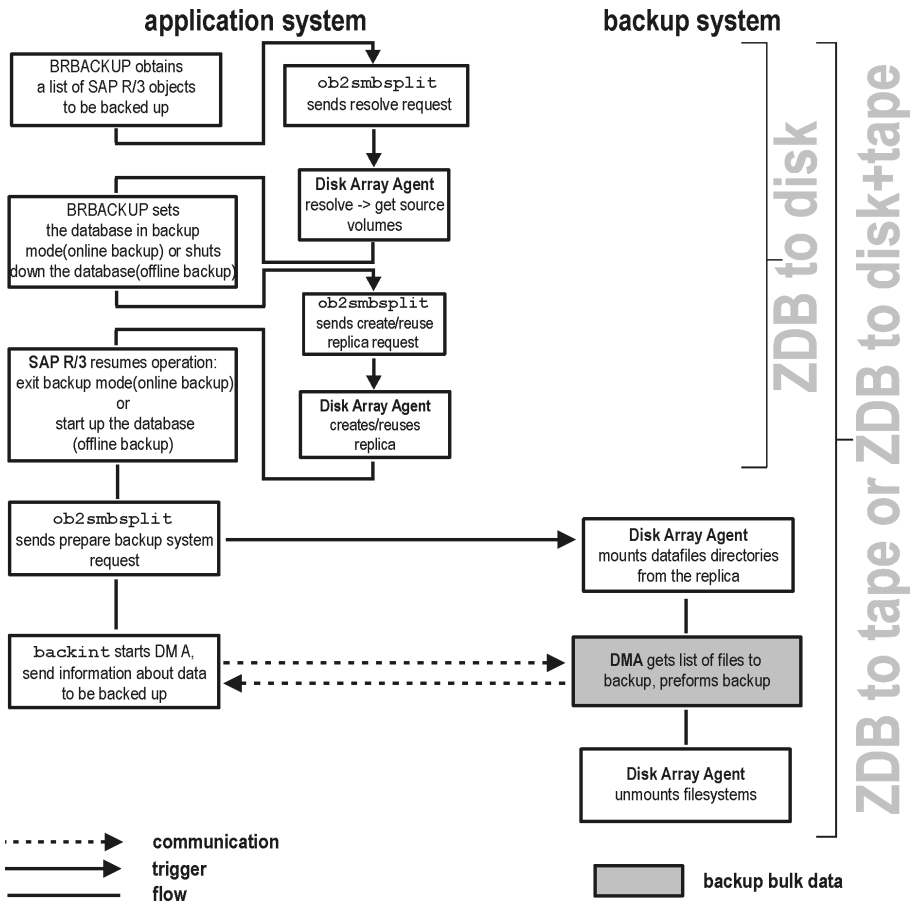 application system
backup system
BRBACKUP obtains
a list of SAP R/3 objects
to be backed up
ob2smbsplit
sends resolve request
Disk Array Agent
resolve -> get source
volumes
BRBACKUP sets
the database in backup
mode(online backup) or shuts
down the database(offline backup)
ob2smbsplit
sends create/reuse
replica request
SAP R/3 resumes operation:
exit backup mode(online backup)
or
start up the database
(offline backup)
Disk Array Agent
creates/reuses
replica
ob2smbsplit
sends prepare backup system
request
Disk Array Agent
mounts datafiles directories
from the replica
backint starts DM A,
send information about data
to be backed up
DMA gets list of files to
backup, preforms backup
Disk Array Agent
unmounts filesystems
ZDB to disk
ZDB to tape or ZDB to disk+tape
communication
trigger
flow
backup bulk data